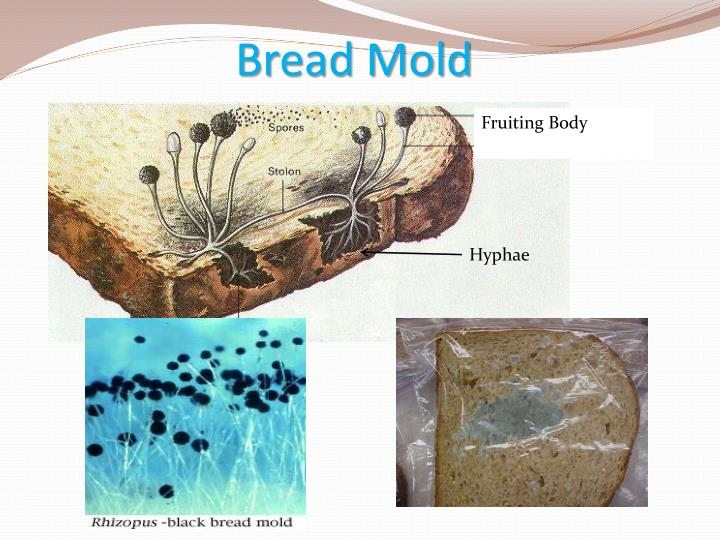 Bread Mold
Spores
Fruiting Body
Stolon
Hyphae
Rhizopus -black bread mold